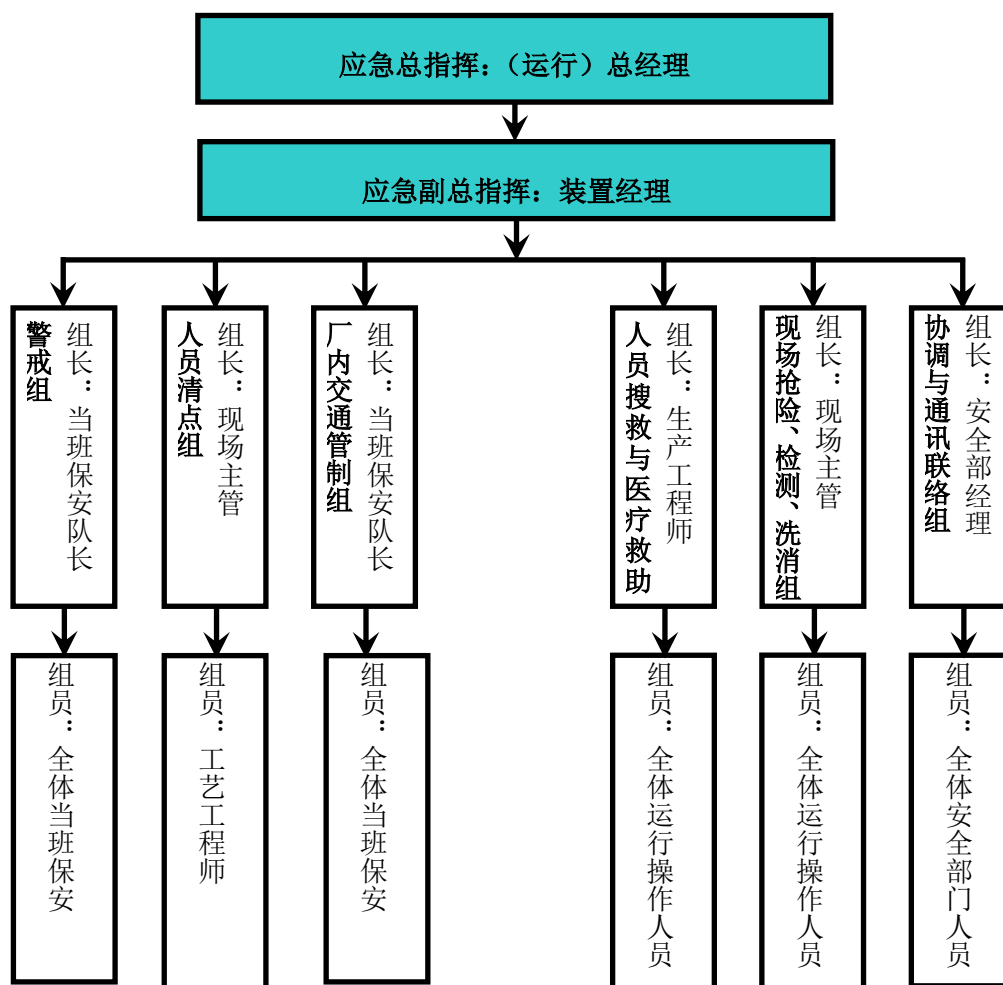 应急总指挥：（运行）总经理
应急副总指挥：装置经理
警戒组
组长：当班保安队长
人员清点组
组长：现场主管
厂内交通管制组
组长：当班保安队长
人员搜救与医疗救助
组长：生产工程师
现场抢险、检测、洗消组
组长：现场主管
协调与通讯联络组
组长：安全部经理
组员：全体当班保安
组员：工艺工程师
组员：全体当班保安
组员：全体运行操作人员
组员：全体运行操作人员
组员：全体安全部门人员